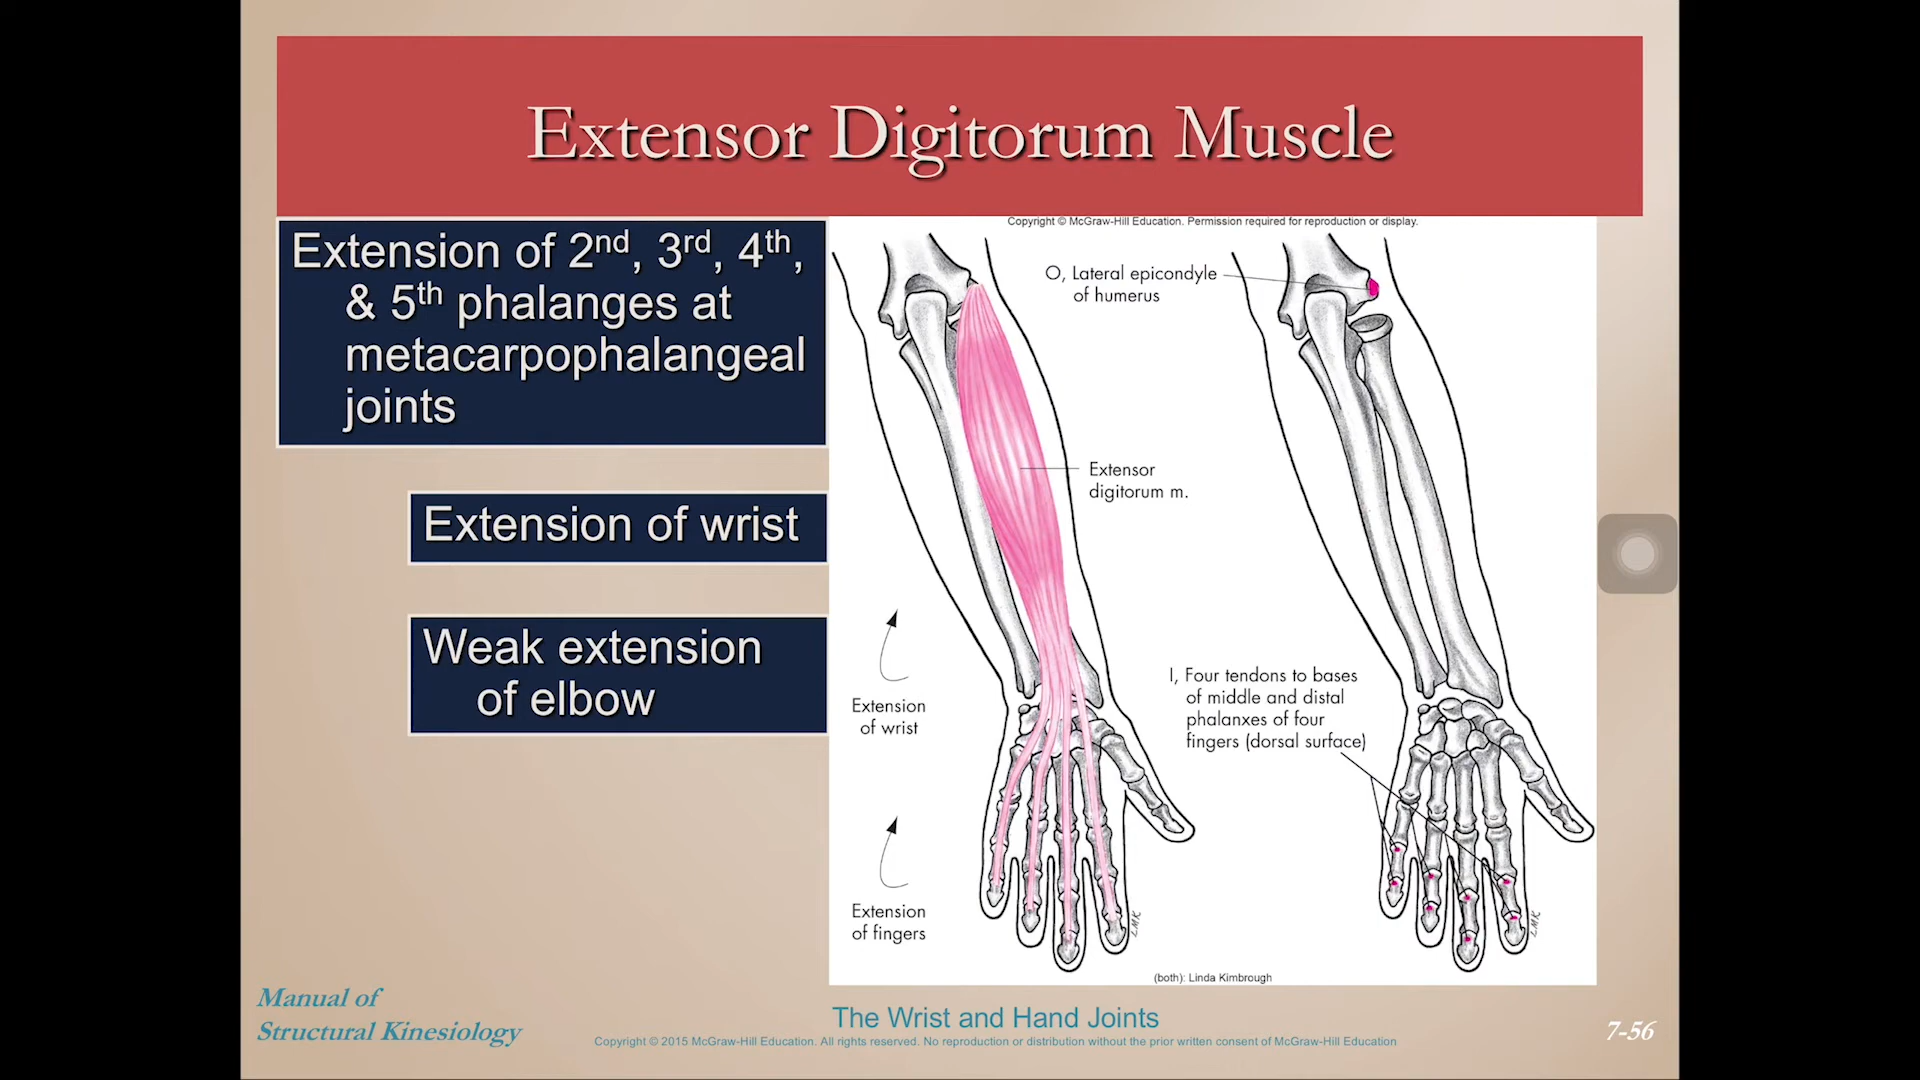 Extensor Digitorum Muscle
Extension of 2nd, 3rd, 4th,
& 5th phalanges at
metacarpophalangeal
joints
Extension of wrist
Weak extension
of elbow
Copyright © McGraw-Hill Education. Permission required for reproduction or display.
O, Lateral epicondyle
of humerus
Extensor
digitorum m.
Extension
of wrist
I, Four tendons to bases
of middle and distal
phalanxes of four
fingers (dorsal surface)
Extension
of fingers
LMK
LMK
(both): Linda Kimbrough
Manual of
Structural Kinesiology
The Wrist and Hand Joints
Copyright © 2015 McGraw-Hill Education. All rights reserved. No reproduction or distribution without the prior written consent of McGraw-Hill Education
7-56